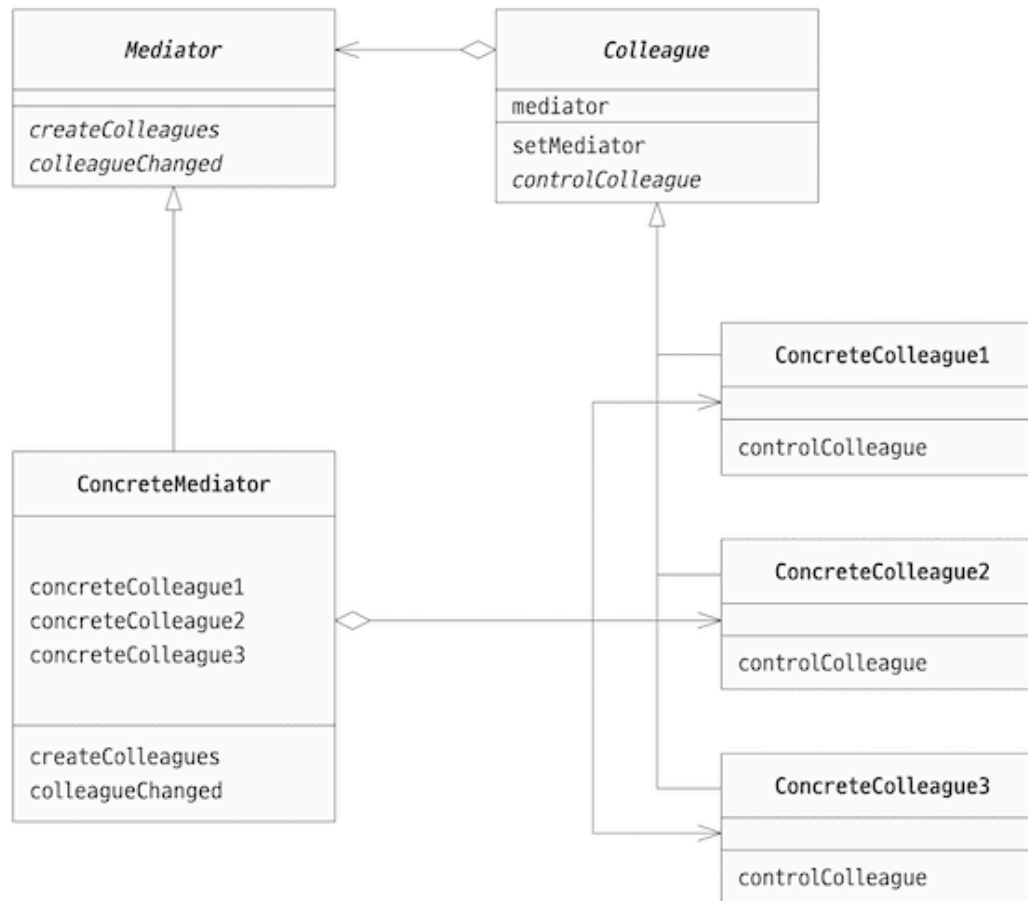 Mediator
createColleagues
colleagueChanged
Colleague
mediator
setMediator
controlColleague
ConcreteColleague1
controlColleague
ConcreteMediator
concreteColleague1
concreteColleague2
concreteColleague3
createColleagues
colleagueChanged
ConcreteColleague2
controlColleague
ConcreteColleague3
controlColleague